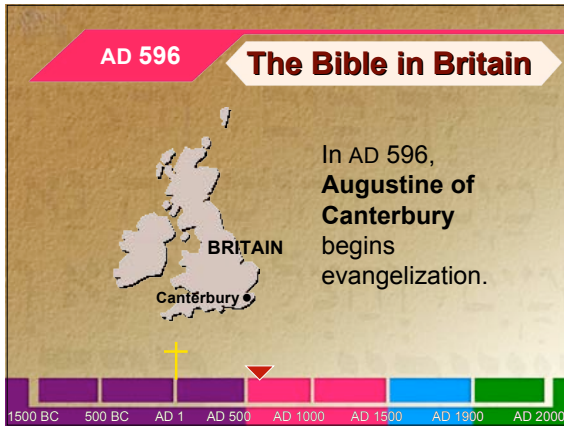 AD 596
The Bible in Britain
In AD 596,
Augustine of
Canterbury
begins
evangelization.
BRITAIN
Canterbury
1500 BC 500 BC AD 1 AD 500 AD 1000 AD 1500 AD 1900 AD 2000